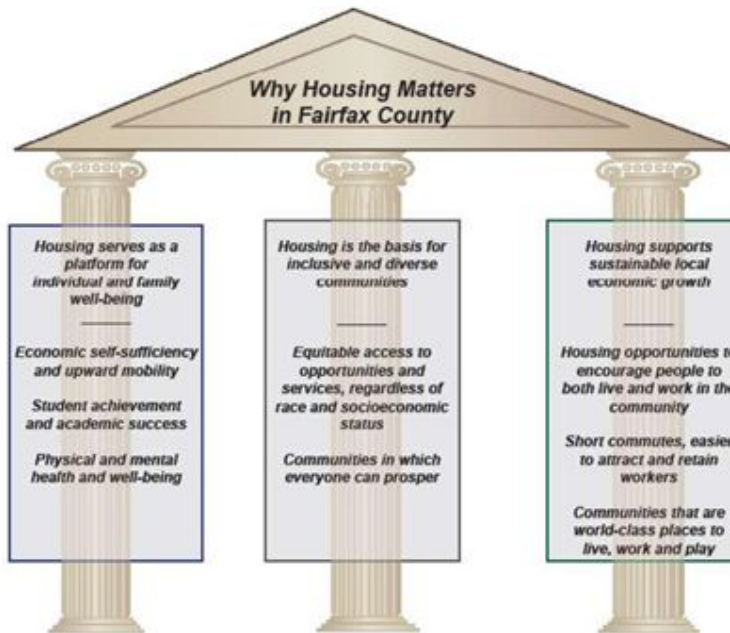 Why Housing Matters
in Fairfax County
Housing serves as a
platform for
individual and family
well-being
Economic self-sufficiency
and upward mobility
Student achievement
and academic success
Physical and mental
health and well-being
Housing is the basis for
inclusive and diverse
communities
Equitable access to
opportunities and
services, regardless of
race and socioeconomic
status
Communities in which
everyone can prosper
Housing supports
sustainable local
economic growth
Housing opportunities to
encourage people to
both live and work in the
community
Short commutes, easier
to attract and retain
workers
Communities that are
world-class places to
live, work and play